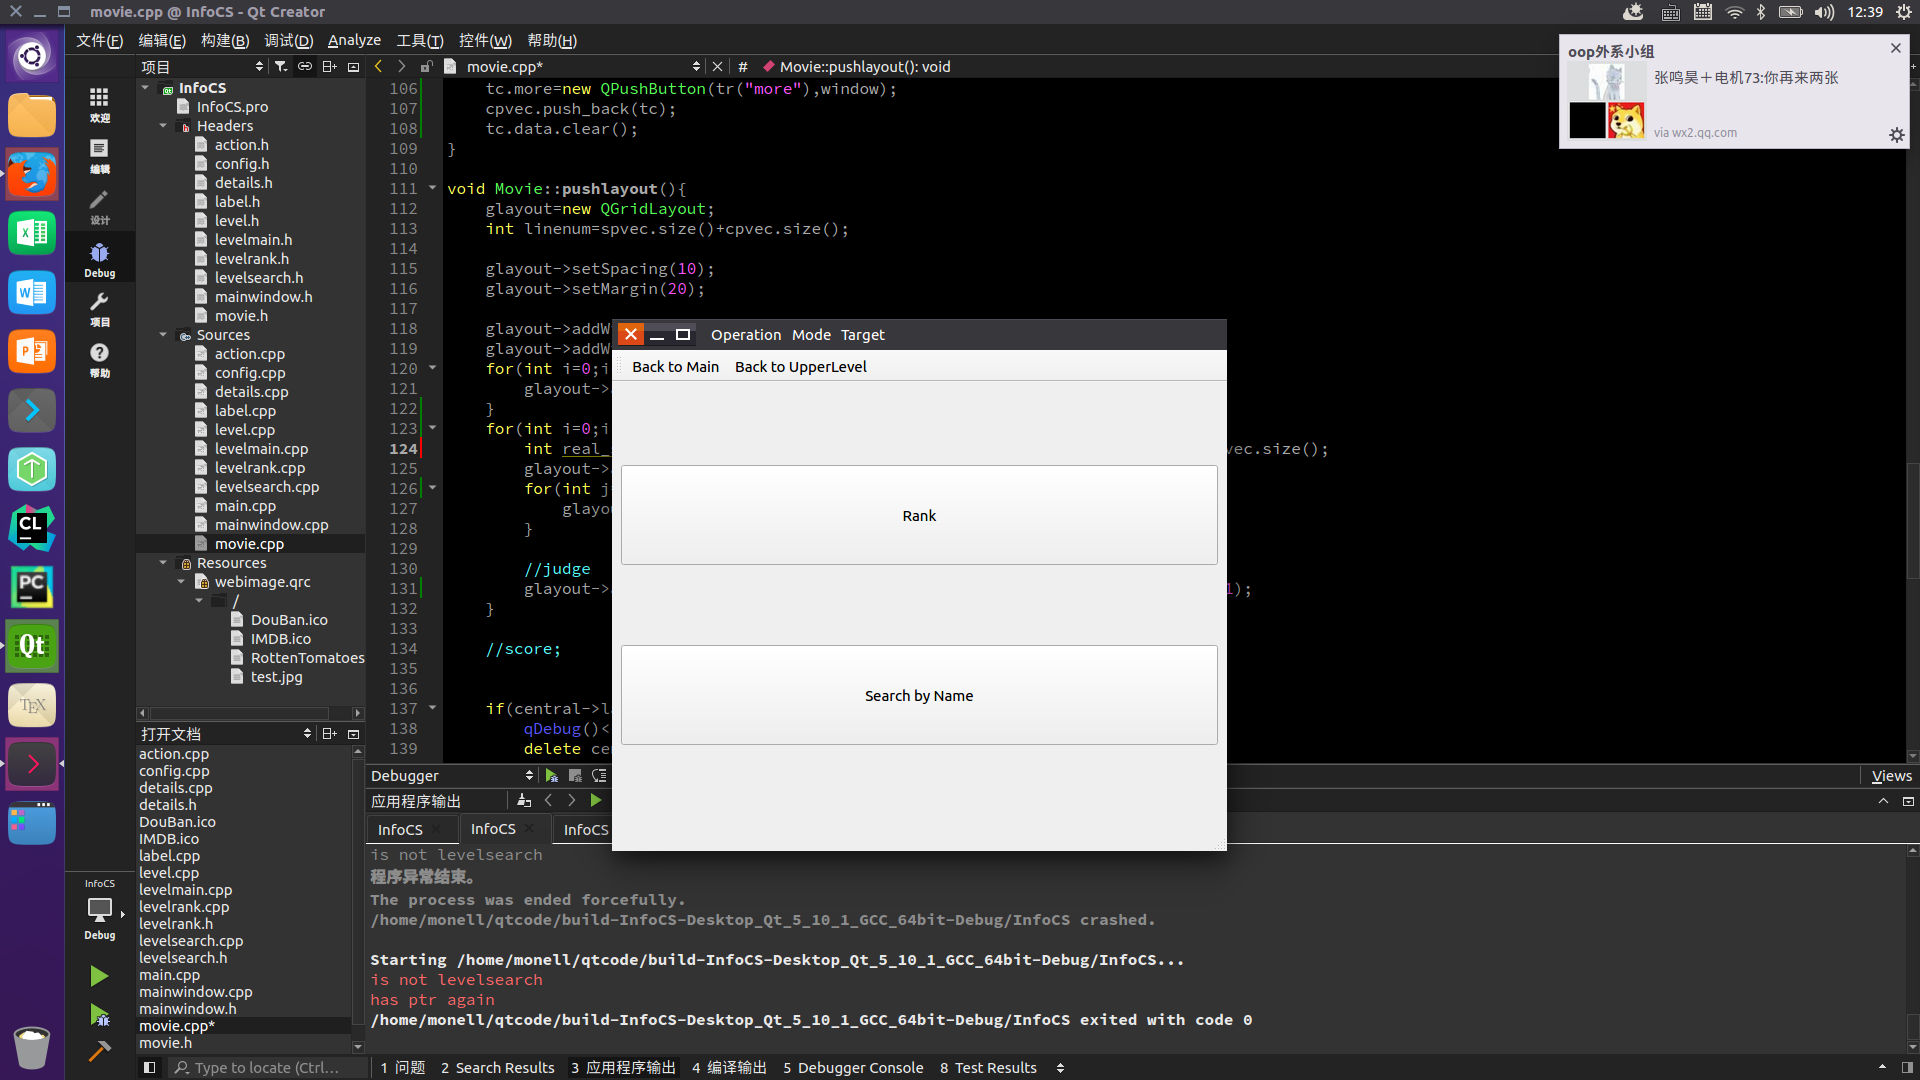 movie.cpp @ InfoCS - Qt Creator
12:39
文件(F) 编辑(E) 构建(B) 调试(D) Analyze 工具(T) 控件(W) 帮助(H)
项目
movie.cpp*
# Movie::pushlayout(): void
oop外系小组
张鸣昊+电机73:你再来两张
via wx2.qq.com
欢迎
编辑
设计
Debug
项目
帮助
InfoCS
Debug
InfoCS
InfoCS.pro
Headers
action.h
config.h
details.h
label.h
level.h
levelmain.h
levelrank.h
levelsearch.h
mainwindow.h
movie.h
Sources
action.cpp
config.cpp
details.cpp
label.cpp
level.cpp
levelmain.cpp
levelrank.cpp
levelsearch.cpp
main.cpp
mainwindow.cpp
movie.cpp
Resources
webimage.qrc
/
DouBan.ico
IMDB.ico
RottenTomatoes
test.jpg
打开文档
action.cpp
config.cpp
details.cpp
details.h
DouBan.ico
IMDB.ico
label.cpp
level.cpp
levelmain.cpp
levelrank.cpp
levelrank.h
levelsearch.cpp
levelsearch.h
main.cpp
mainwindow.cpp
mainwindow.h
movie.cpp*
movie.h
106 tc.more=new QPushButton(tr("more"),window);
107 cpvec.push_back(tc);
108 tc.data.clear();
109 }
110
111 void Movie::pushlayout(){
112 glayout=new QGridLayout;
113 int linenum=spvec.size()+cpvec.size();
114
115 glayout->setSpacing(10);
116 glayout->setMargin(20);
117
118 glayout->addW
119 glayout->addW
120 for(int i=0;i
121 glayout->
122 }
123 for(int i=0;i
124 int real_ vec.size();
125 glayout->
126 for(int j
127 glayou
128 }
129
130 //judge
131 glayout-> );
132 }
133
134 //score;
135
136
137 if(central->la
138 qDebug()<
139 delete ce
Operation Mode Target
Back to Main Back to UpperLevel
Rank
Search by Name
Debugger
Views
应用程序输出
InfoCS InfoCS InfoCS
is not levelsearch
程序异常结束。
The process was ended forcefully.
/home/monell/qtcode/build-InfoCS-Desktop_Qt_5_10_1_GCC_64bit-Debug/InfoCS crashed.
Starting /home/monell/qtcode/build-InfoCS-Desktop_Qt_5_10_1_GCC_64bit-Debug/InfoCS...
is not levelsearch
has ptr again
/home/monell/qtcode/build-InfoCS-Desktop_Qt_5_10_1_GCC_64bit-Debug/InfoCS exited with code 0
Type to locate (Ctrl...
1 问题 2 Search Results 3 应用程序输出 4 编译输出 5 Debugger Console 8 Test Results
X
W
P
CL
PC
Qt
TEX